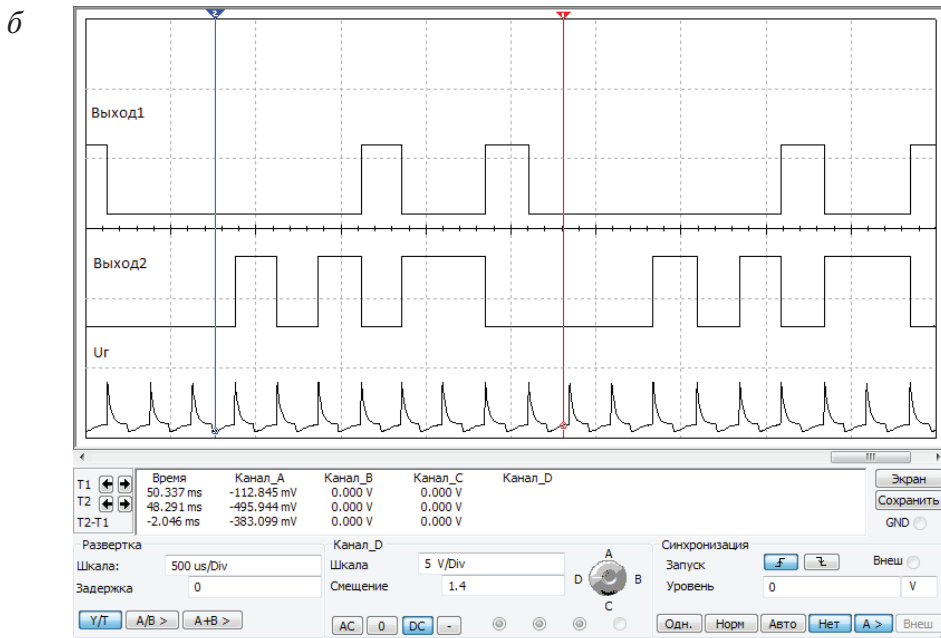 б
2
1
Выход1
Выход2
Uг
T1
T2
T2-T1
Время Канал_A Канал_B Канал_C Канал_D
50.337 ms -112.845 mV 0.000 V 0.000 V
48.291 ms -495.944 mV 0.000 V 0.000 V
-2.046 ms -383.099 mV 0.000 V 0.000 V
Экран
Сохранить
GND
Развертка
Шкала: 500 us/Div
Задержка 0
Y/T A/B > A+B >
Канал_D
Шкала 5 V/Div
Смещение 1.4
AC 0 DC -
A
D B
C
Синхронизация
Запуск Внеш
Уровень 0 V
Одн. Норм Авто Нет A > Внеш